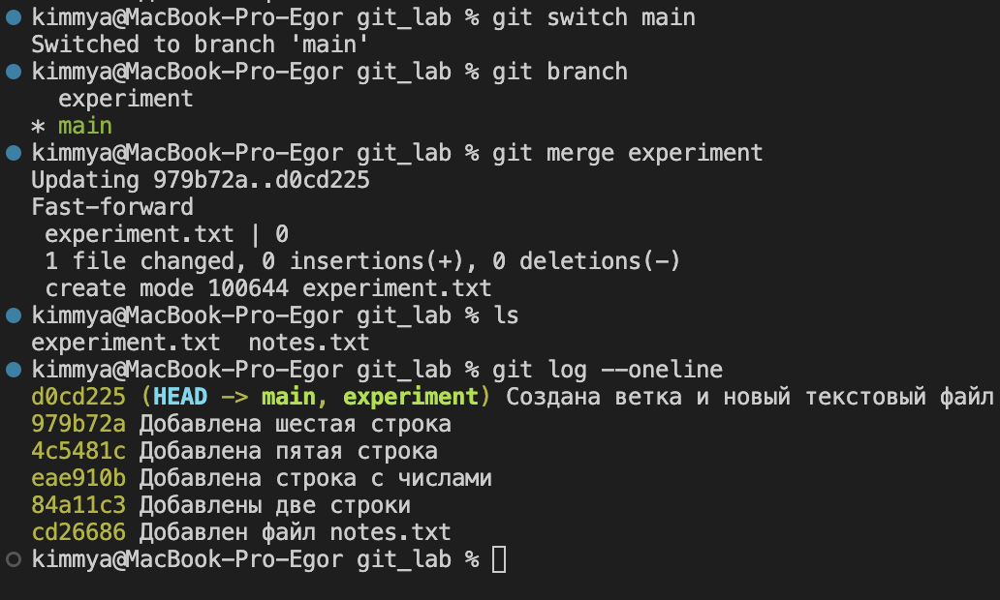 kimmya@MacBook-Pro-Egor git_lab % git switch main
Switched to branch 'main'
kimmya@MacBook-Pro-Egor git_lab % git branch
  experiment
* main
kimmya@MacBook-Pro-Egor git_lab % git merge experiment
Updating 979b72a..d0cd225
Fast-forward
 experiment.txt | 0
 1 file changed, 0 insertions(+), 0 deletions(-)
 create mode 100644 experiment.txt
kimmya@MacBook-Pro-Egor git_lab % ls
experiment.txt  notes.txt
kimmya@MacBook-Pro-Egor git_lab % git log --oneline
d0cd225 (HEAD -> main, experiment) Создана ветка и новый текстовый файл
979b72a Добавлена шестая строка
4c5481c Добавлена пятая строка
eae910b Добавлена строка с числами
84a11c3 Добавлены две строки
cd26686 Добавлен файл notes.txt
kimmya@MacBook-Pro-Egor git_lab %